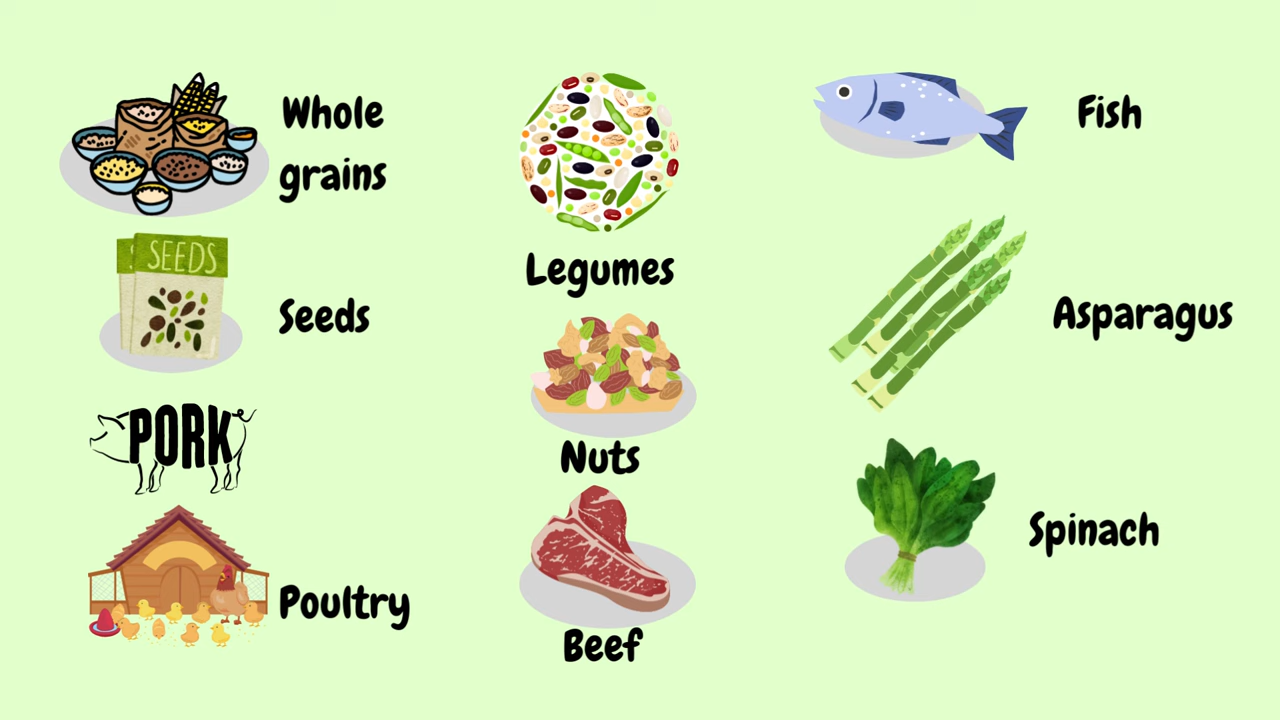 Whole
grains
SEEDS
Seeds
PORK
Poultry
Legumes
Nuts
Beef
Fish
Asparagus
Spinach